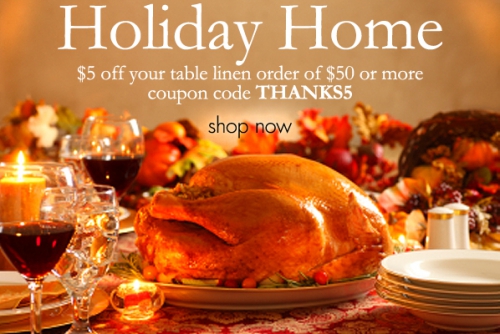 Holiday Home
$5 off your table linen order of $50 or more
coupon code THANKS5
shop now